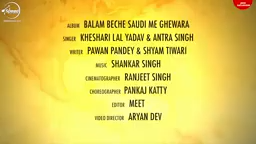 ALBUM BALAM BECHE SAUDI ME GHEWARA
SINGER KHESHARI LAL YADAV & ANTRA SINGH
WRITER PAWAN PANDEY & SHYAM TIWARI
MUSIC SHANKAR SINGH
CINEMATOGRAPHER RANJEET SINGH
CHOREOGRAPHER PANKAJ KATTY
EDITOR MEET
VIDEO DIRECTOR ARYAN DEV